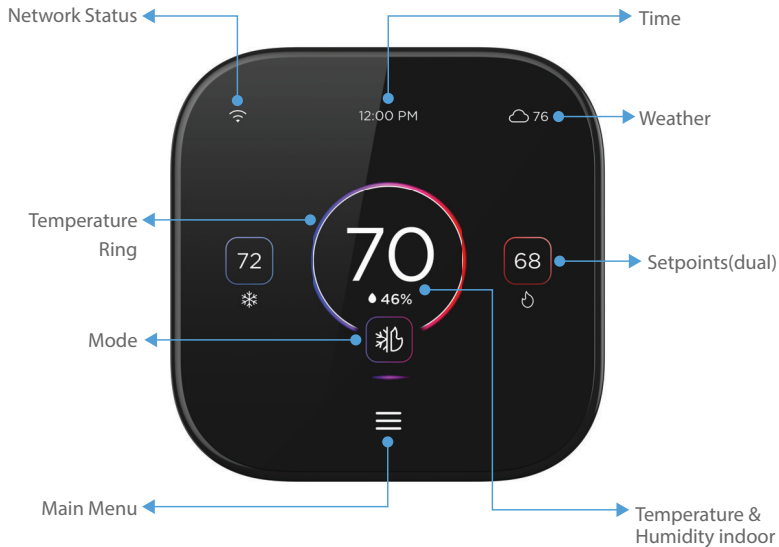 Network Status
Time
12:00 PM
76
Weather
Temperature
Ring
72
70
46%
68
Setpoints(dual)
Mode
Main Menu
Temperature &
Humidity indoor